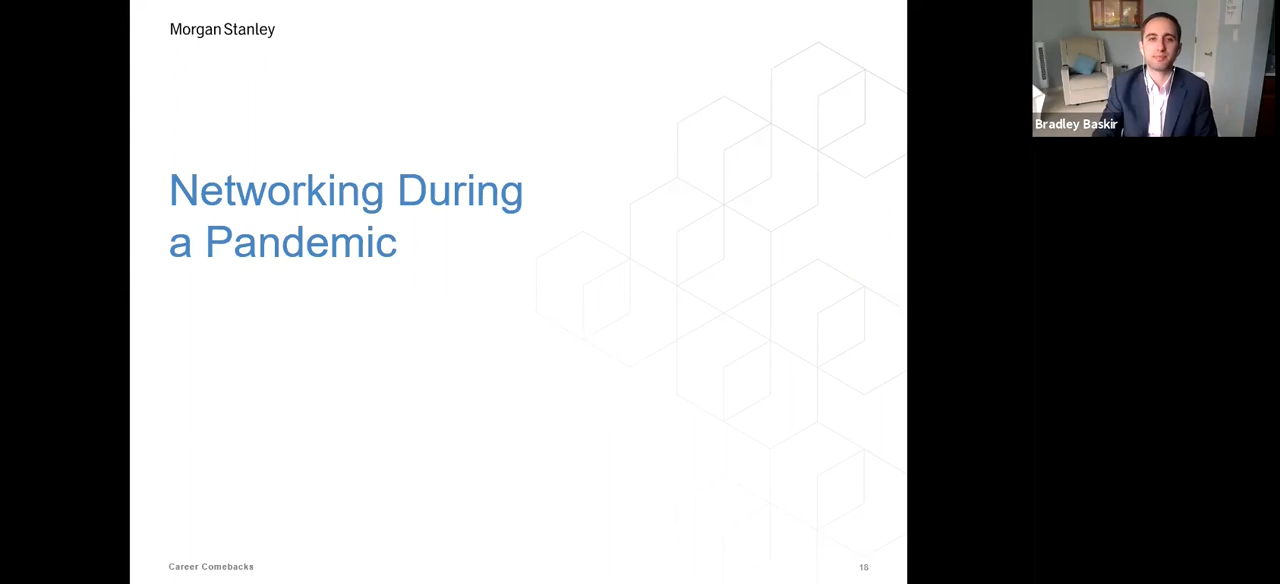 Morgan Stanley
Networking During
a Pandemic
Career Comebacks
18
Bradley Baskir